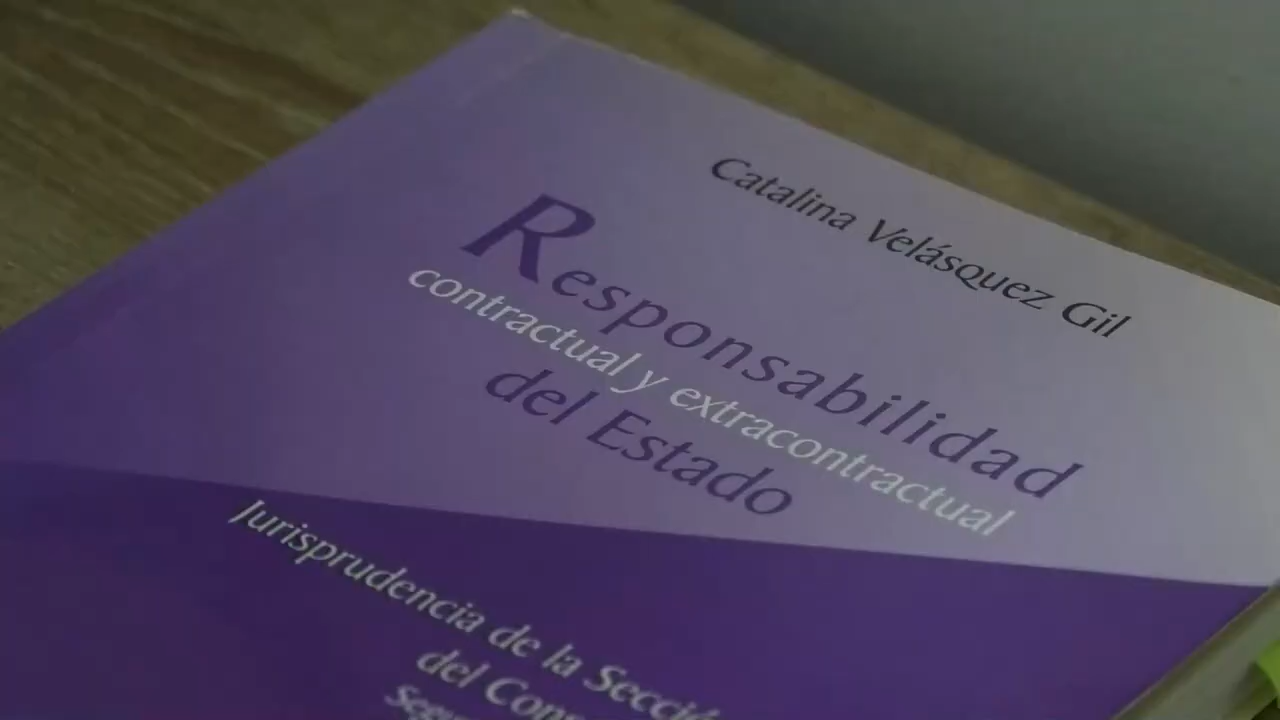 Catalina Velásquez Gil
Responsabilidad
contractual y extracontractual
del Estado
Jurisprudencia de la
del